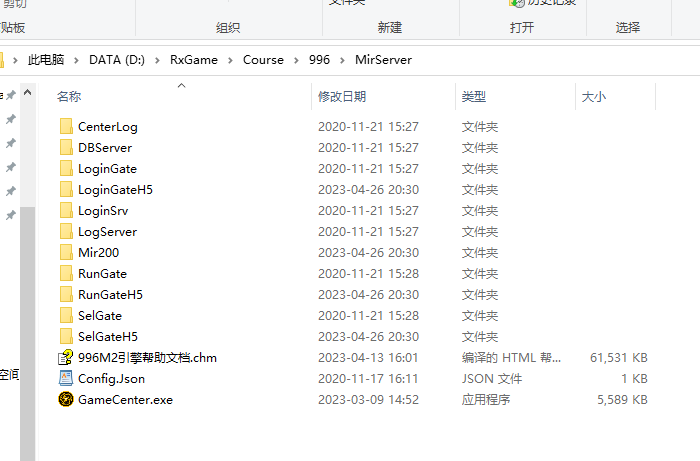 剪切
贴板
组织
文件夹
新建
历史记录
打开
选择
此电脑 DATA (D:) RxGame Course 996 MirServer
名称 修改日期 类型 大小
CenterLog 2020-11-21 15:27 文件夹
DBServer 2020-11-21 15:27 文件夹
LoginGate 2020-11-21 15:27 文件夹
LoginGateH5 2023-04-26 20:30 文件夹
LoginSrv 2020-11-21 15:27 文件夹
LogServer 2020-11-21 15:27 文件夹
Mir200 2023-04-26 20:30 文件夹
RunGate 2020-11-21 15:28 文件夹
RunGateH5 2023-04-26 20:30 文件夹
SelGate 2020-11-21 15:28 文件夹
SelGateH5 2023-04-26 20:30 文件夹
996M2引擎帮助文档.chm 2023-04-13 16:01 编译的 HTML 帮... 61,531 KB
空间
Config.Json 2020-11-17 16:11 JSON 文件 1 KB
GameCenter.exe 2023-03-09 14:52 应用程序 5,589 KB